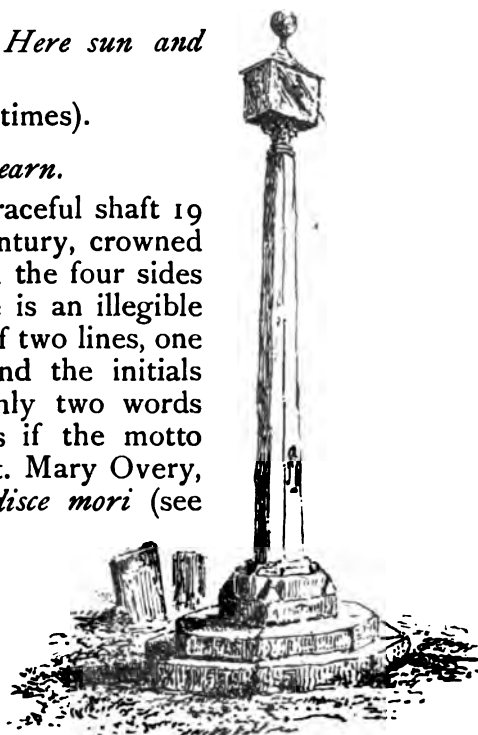 Here sun and
times).
earn.
raceful shaft 19
ntury, crowned
the four sides
is an illegible
f two lines, one
nd the initials
nly two words
s if the motto
t. Mary Overy,
disce mori (see